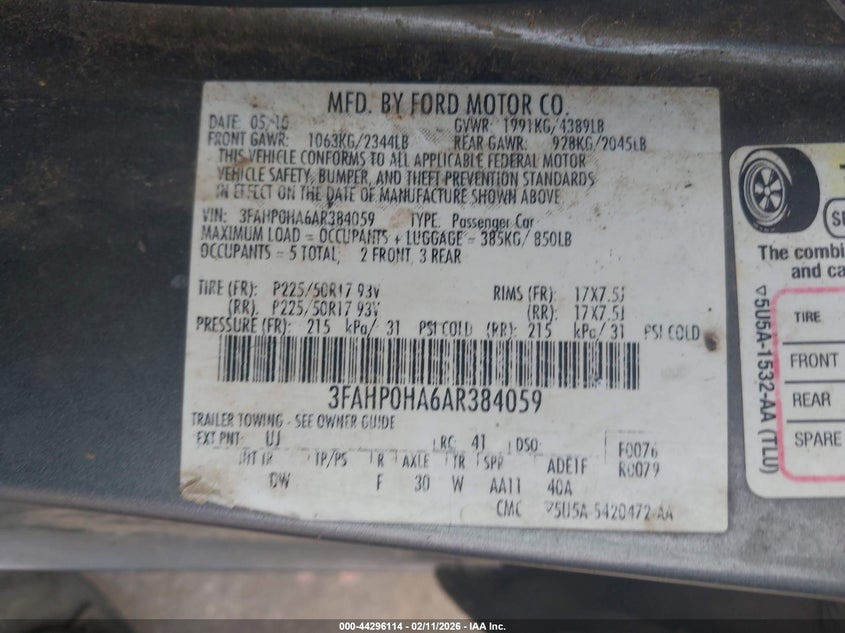 MFD. BY FORD MOTOR CO.
DATE: 05/10 GVWR: 1991KG/4389LB
FRONT GAWR: 1063KG/2344LB REAR GAWR: 928KG/2045LB
THIS VEHICLE CONFORMS TO ALL APPLICABLE FEDERAL MOTOR
VEHICLE SAFETY, BUMPER, AND THEFT PREVENTION STANDARDS
IN EFFECT ON THE DATE OF MANUFACTURE SHOWN ABOVE.
VIN: 3FAHP0HA6AR384059 TYPE: Passenger Car
MAXIMUM LOAD = OCCUPANTS + LUGGAGE = 385KG/ 850LB
OCCUPANTS = 5 TOTAL; 2 FRONT, 3 REAR
TIRE (FR): P225/50R17 93V RIMS (FR): 17X7.5J
(RR): P225/50R17 93V (RR): 17X7.5J
PRESSURE (FR): 215 kPa/ 31 PSI COLD (RR): 215 kPa/ 31 PSI COLD
3FAHP0HA6AR384059
TRAILER TOWING - SEE OWNER GUIDE
EXT PNT: UJ RC: 41 DSO: F0076
R0079
INT TR TP/PS R AXLE TR SPR ADE1F
DW F 30 W AA11 40A
CMC ▽5U5A-5420472-AA
The combi
and ca
TIRE
FRONT
REAR
SPARE
▽5U5A-1532-AA (TLU)
000-44296114 - 02/11/2026 - IAA Inc.